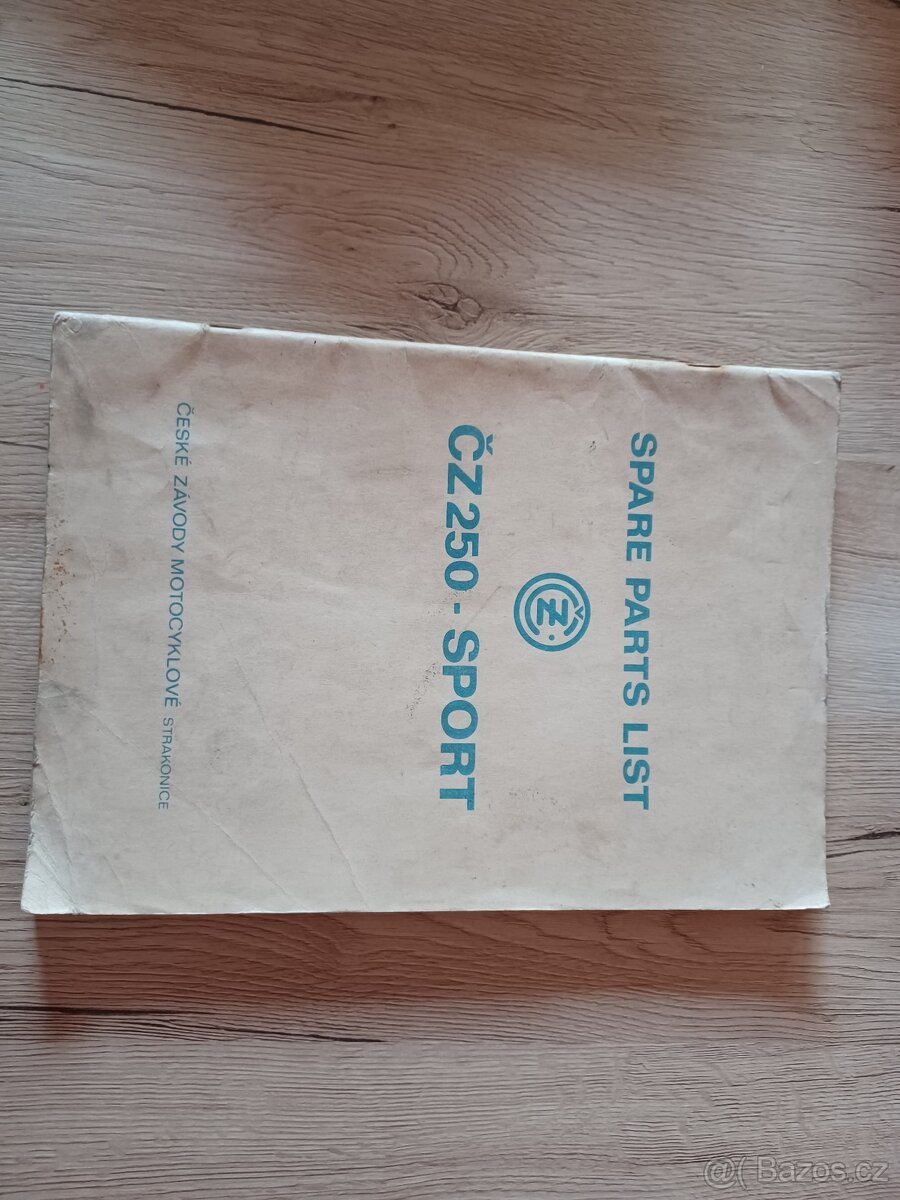 SPARE PARTS LIST
ČZ
ČZ 250 - SPORT
ČESKÉ ZÁVODY MOTOCYKLOVÉ STRAKONICE
@( Bazos.cz